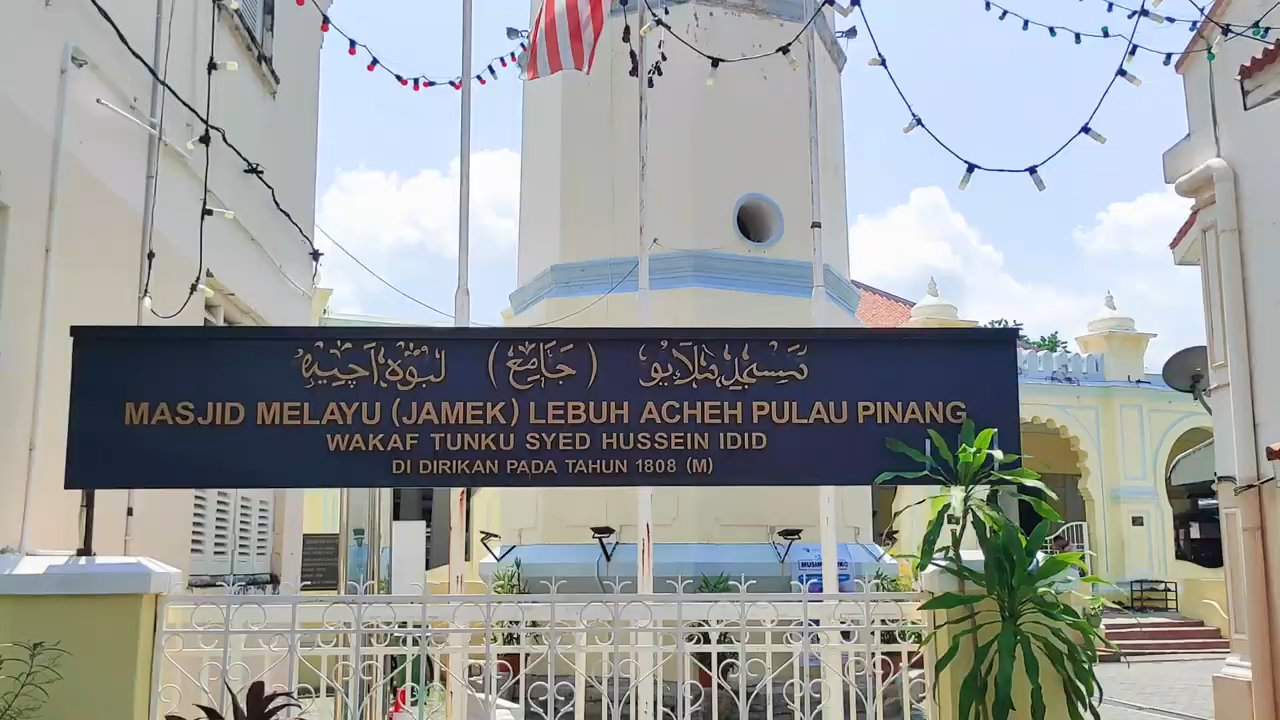 مسجد ملايو (جامع) لبوه اچيه
MASJID MELAYU (JAMEK) LEBUH ACHEH PULAU PINANG
WAKAF TUNKU SYED HUSSEIN IDID
DI DIRIKAN PADA TAHUN 1808 (M)